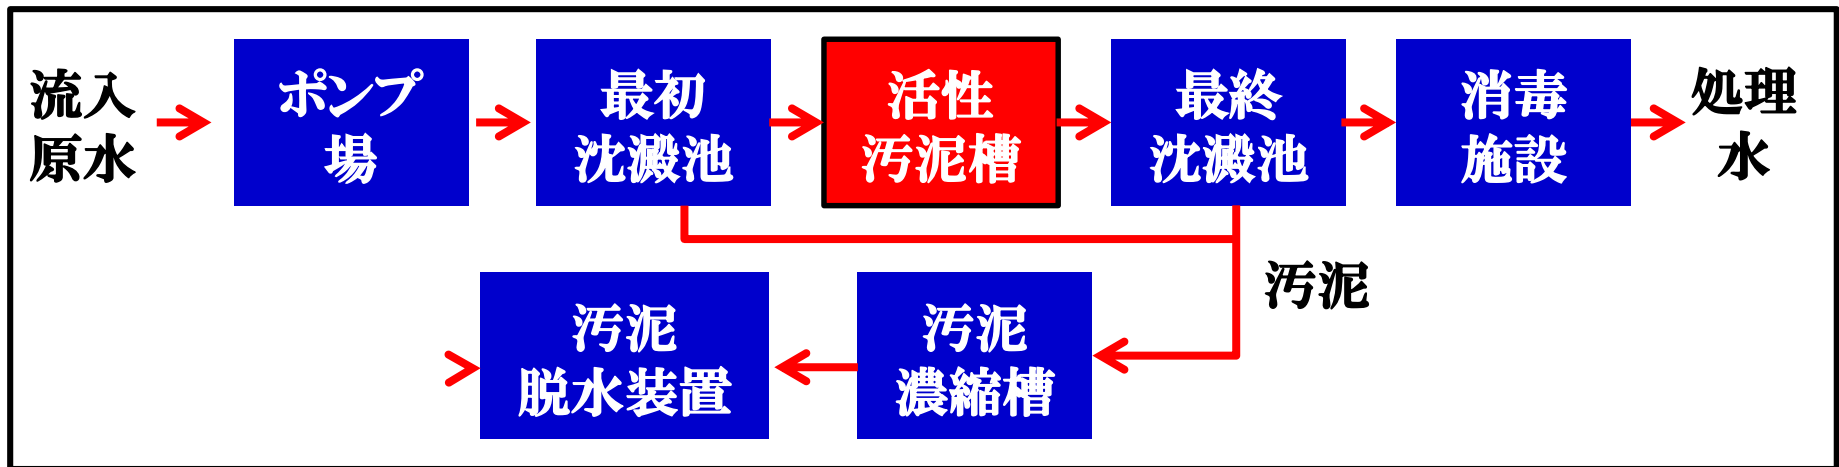 流入
原水
ポンプ
場
最初
沈澱池
活性
汚泥槽
最終
沈澱池
消毒
施設
処理
水
汚泥
汚泥
脱水装置
汚泥
濃縮槽